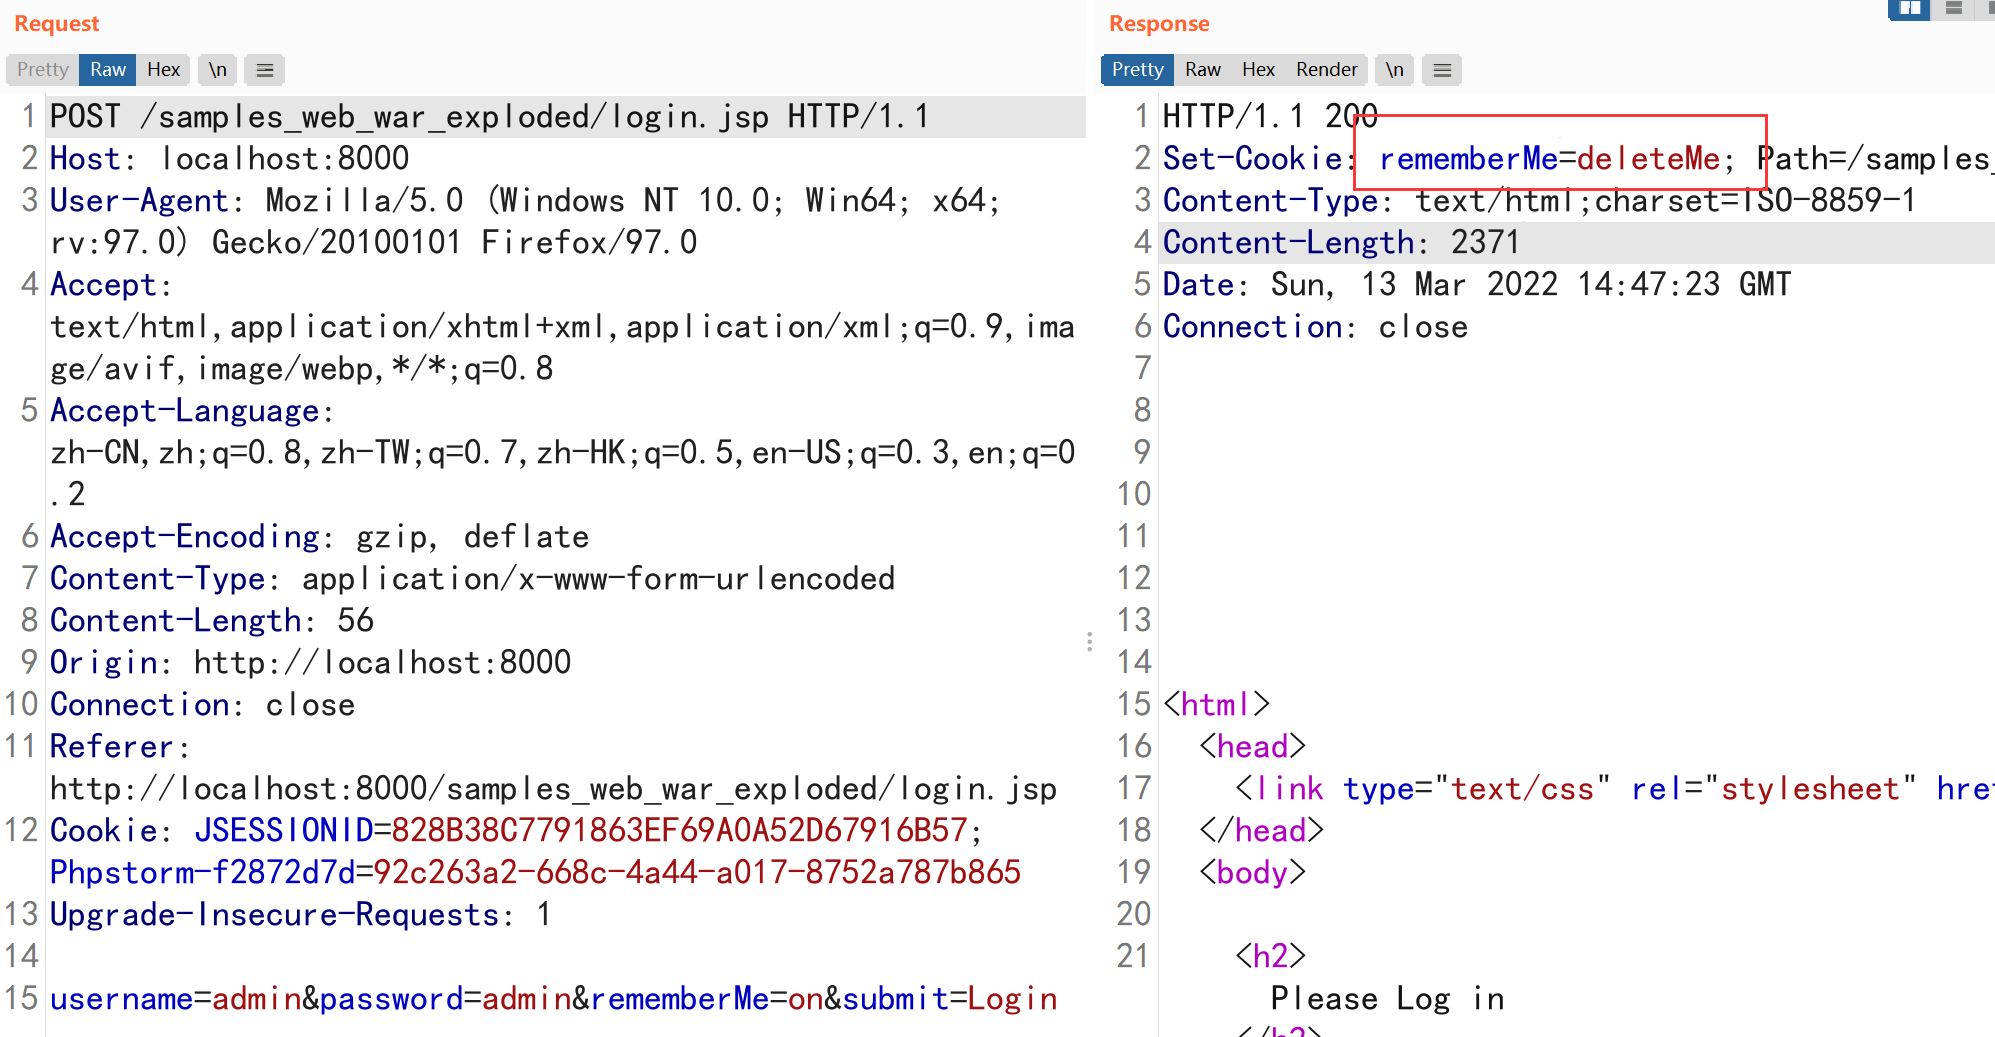 Request
Pretty Raw Hex \n
1 POST /samples_web_war_exploded/login.jsp HTTP/1.1
2 Host: localhost:8000
3 User-Agent: Mozilla/5.0 (Windows NT 10.0; Win64; x64;
rv:97.0) Gecko/20100101 Firefox/97.0
4 Accept:
text/html,application/xhtml+xml,application/xml;q=0.9,ima
ge/avif,image/webp,*/*;q=0.8
5 Accept-Language:
zh-CN,zh;q=0.8,zh-TW;q=0.7,zh-HK;q=0.5,en-US;q=0.3,en;q=0
.2
6 Accept-Encoding: gzip, deflate
7 Content-Type: application/x-www-form-urlencoded
8 Content-Length: 56
9 Origin: http://localhost:8000
10 Connection: close
11 Referer:
http://localhost:8000/samples_web_war_exploded/login.jsp
12 Cookie: JSESSIONID=828B38C7791863EF69A0A52D67916B57;
Phpstorm-f2872d7d=92c263a2-668c-4a44-a017-8752a787b865
13 Upgrade-Insecure-Requests: 1
14
15 username=admin&password=admin&rememberMe=on&submit=Login
Response
Pretty Raw Hex Render \n
1 HTTP/1.1 200
2 Set-Cookie: rememberMe=deleteMe; Path=/samples_
3 Content-Type: text/html;charset=ISO-8859-1
4 Content-Length: 2371
5 Date: Sun, 13 Mar 2022 14:47:23 GMT
6 Connection: close
7
8
9
10
11
12
13
14
15 <html>
16 <head>
17 <link type="text/css" rel="stylesheet" href
18 </head>
19 <body>
20
21 <h2>
Please Log in
</h2>